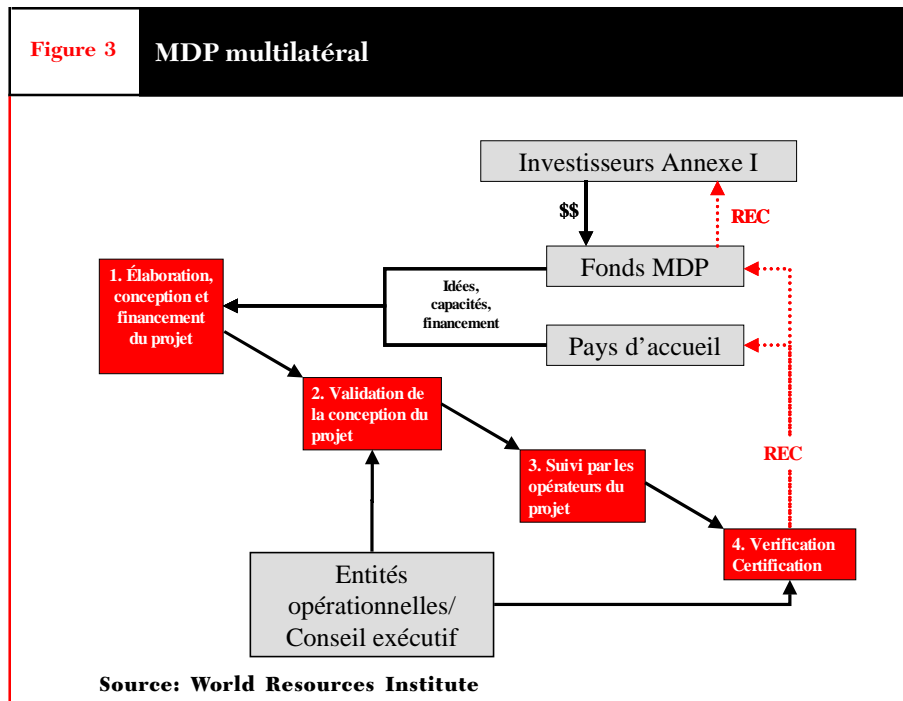 Figure 3
MDP multilatéral
Investisseurs Annexe I
$$
REC
Fonds MDP
1. Élaboration,
conception et
financement
du projet
Idées,
capacités,
financement
Pays d'accueil
2. Validation de
la conception du
projet
3. Suivi par les
opérateurs du
projet
REC
4. Verification
Certification
Entités
opérationnelles/
Conseil exécutif
Source: World Resources Institute